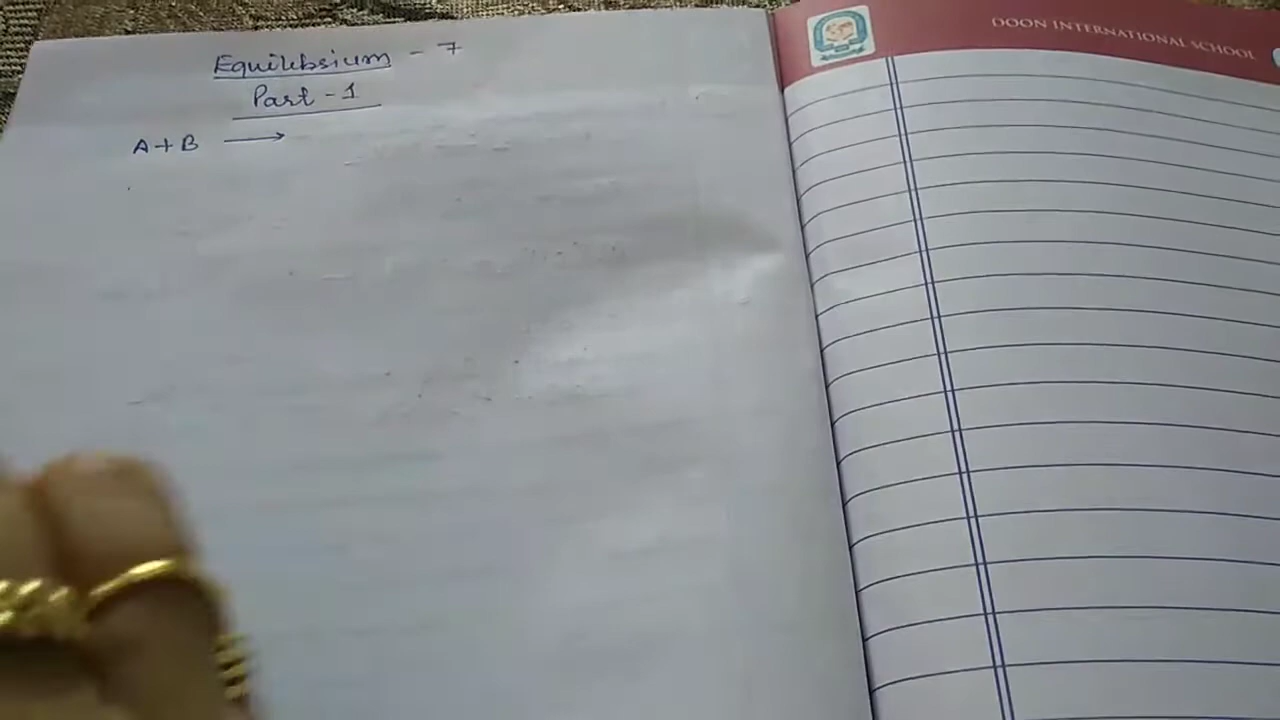 Equilibrium - 7
Part - 1
A + B ⟶
DOON INTERNATIONAL SCHOOL